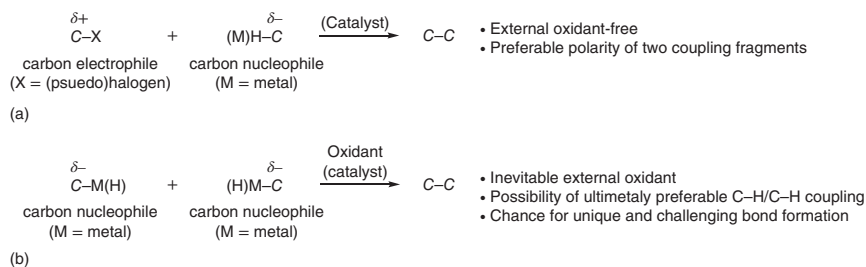 δ+ δ–
C–X + (M)H–C (Catalyst) C–C • External oxidant-free
• Preferable polarity of two coupling fragments
carbon electrophile carbon nucleophile
(X = (psuedo)halogen) (M = metal)
(a)
δ– δ– Oxidant
C–M(H) + (H)M–C (catalyst) C–C • Inevitable external oxidant
• Possibility of ultimetaly preferable C–H/C–H coupling
carbon nucleophile carbon nucleophile • Chance for unique and challenging bond formation
(M = metal) (M = metal)
(b)